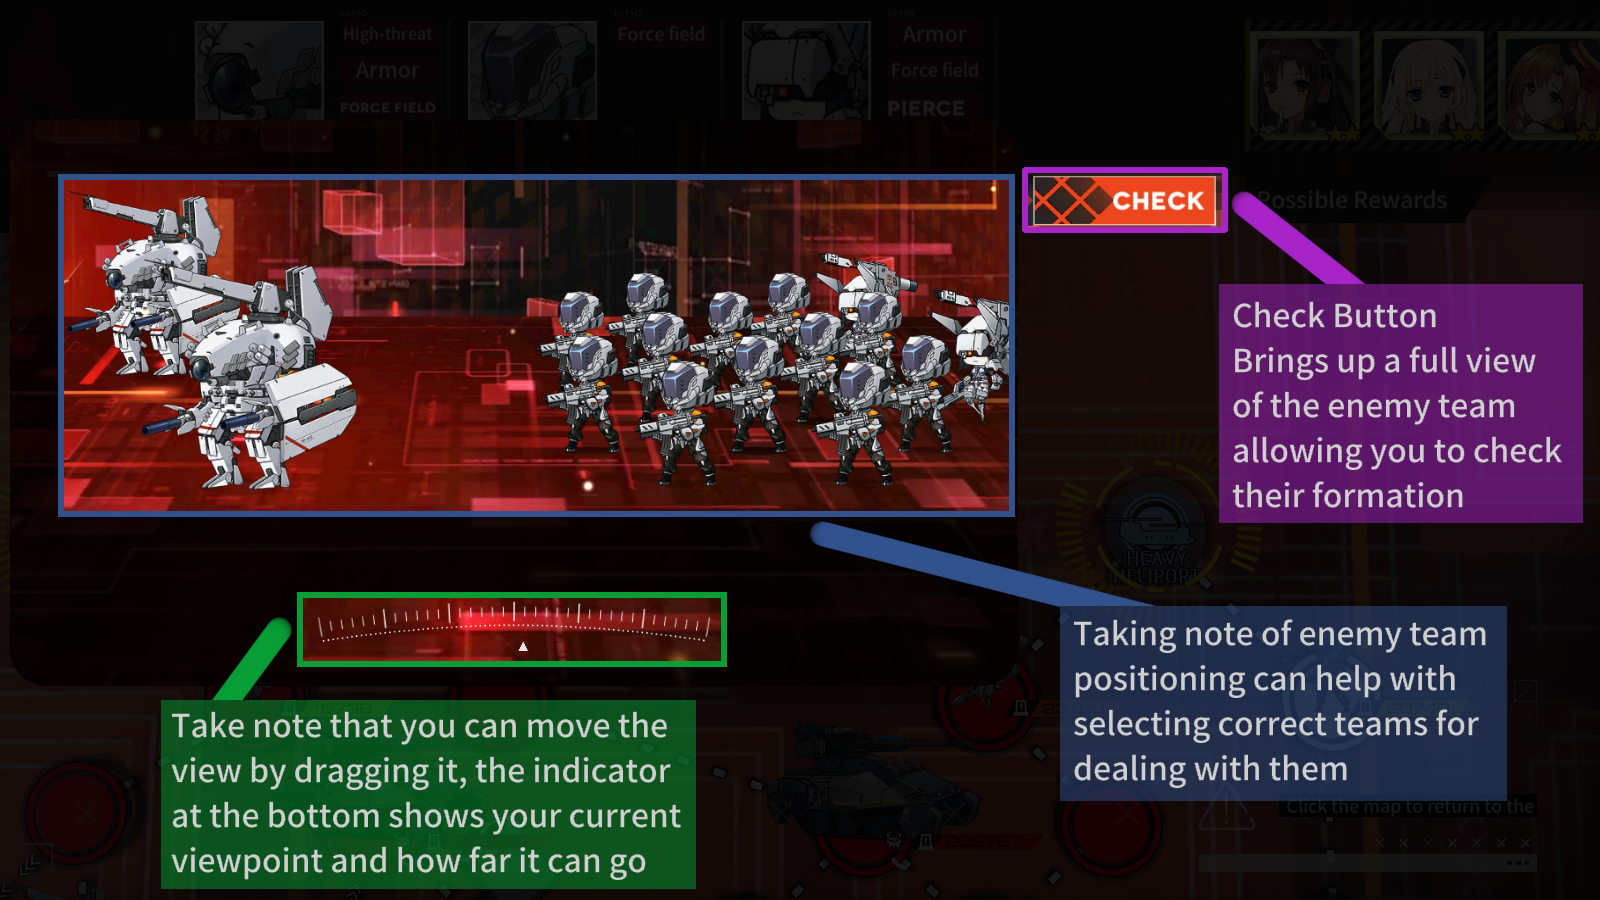 High-threat
Armor
FORCE FIELD
Force field
Armor
Force field
PIERCE
CHECK
Possible Rewards
Check Button
Brings up a full view
of the enemy team
allowing you to check
their formation
HEAVY
HELIPORT
Taking note of enemy team
positioning can help with
selecting correct teams for
dealing with them
Take note that you can move the
view by dragging it, the indicator
at the bottom shows your current
viewpoint and how far it can go
Click the map to return to the